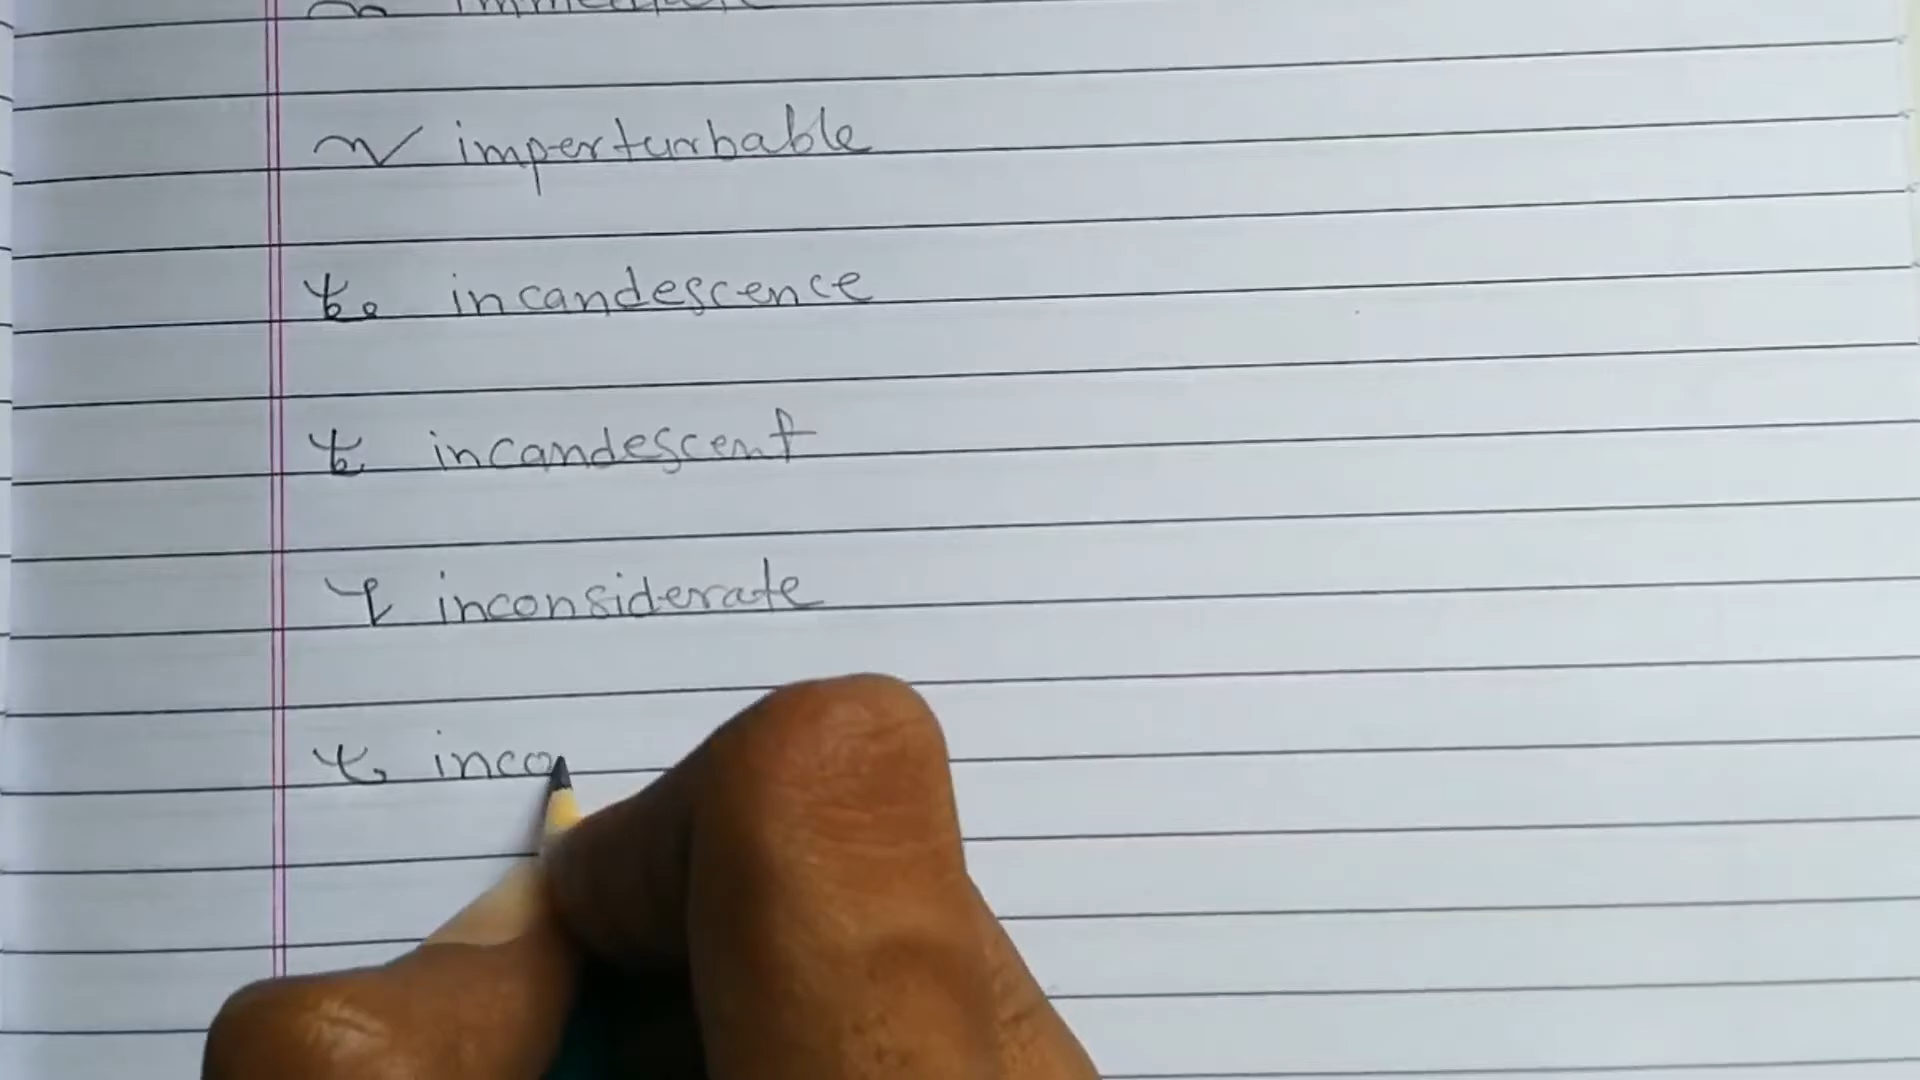 imperturbable
incandescence
incandescent
inconsiderate
inco